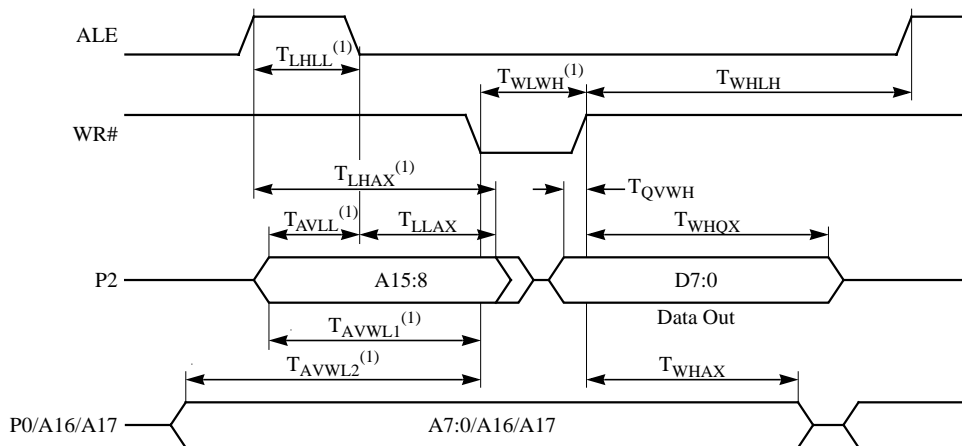 ALE
T_LHLL^(1)
T_WLWH^(1)
T_WHLH
WR#
T_LHAX^(1)
T_QVWH
T_AVLL^(1)
T_LLAX
T_WHQX
P2
A15:8
D7:0
Data Out
T_AVWL1^(1)
T_AVWL2^(1)
T_WHAX
P0/A16/A17
A7:0/A16/A17